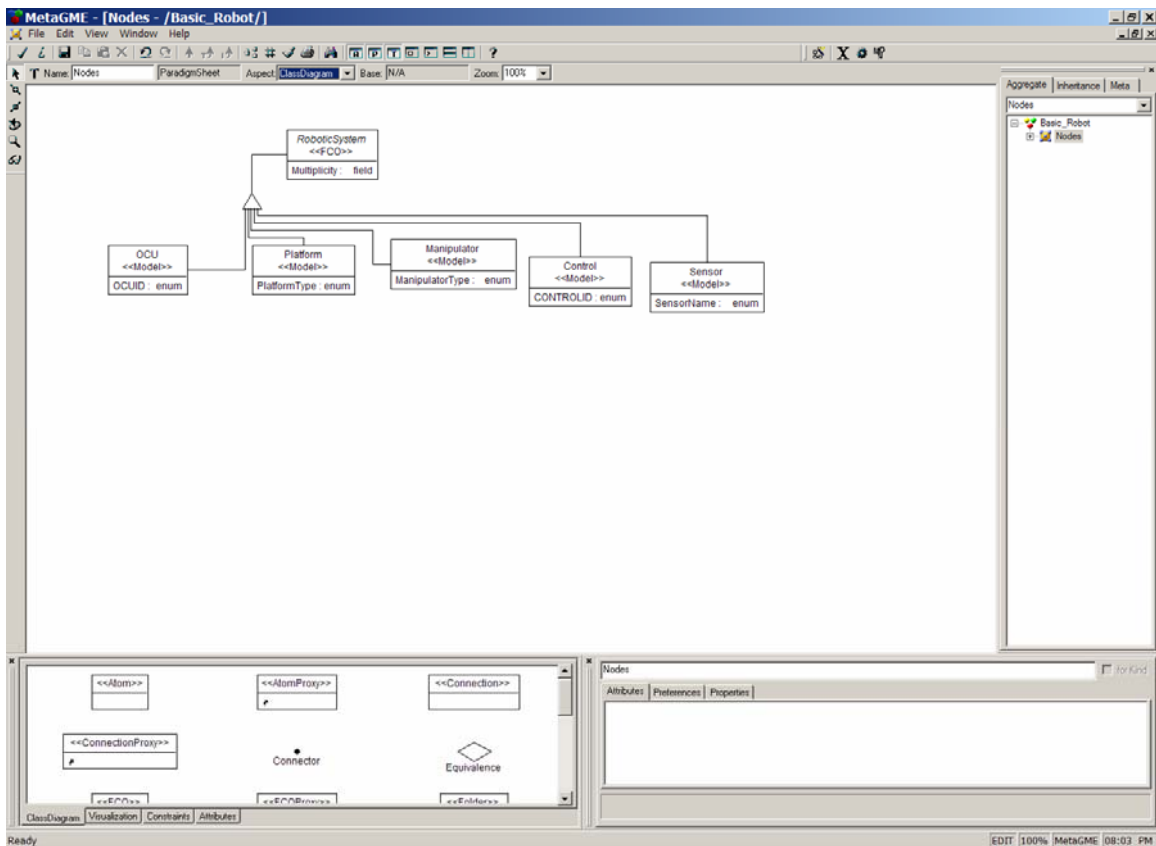 MetaGME - [Nodes - /Basic_Robot/]
File Edit View Window Help
T Name: Nodes ParadigmSheet Aspect: ClassDiagram Base: N/A Zoom: 100%
Aggregate Inheritance Meta
Nodes
Basic_Robot
Nodes
RoboticSystem
<<FCO>>
Multiplicity : field
OCU
<<Model>>
OCUID : enum
Platform
<<Model>>
PlatformType : enum
Manipulator
<<Model>>
ManipulatorType : enum
Control
<<Model>>
CONTROLID : enum
Sensor
<<Model>>
SensorName : enum
<<Atom>>
<<AtomProxy>>
<<Connection>>
<<ConnectionProxy>>
Connector
Equivalence
<<FCO>>
<<FCOProxy>>
<<Folder>>
ClassDiagram Visualization Constraints Attributes
Nodes
for Kind
Attributes Preferences Properties
Ready
EDIT 100% MetaGME 08:03 PM